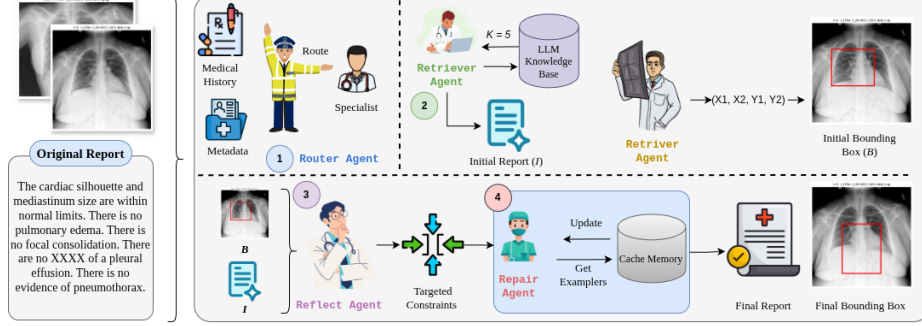 Original Report
The cardiac silhouette and
mediastinum size are within
normal limits. There is no
pulmonary edema. There is
no focal consolidation. There
are no XXXX of a pleural
effusion. There is no
evidence of pneumothorax.
Medical
History
Metadata
Route
Specialist
1 Router Agent
Retriever
Agent
2
K = 5
LLM
Knowledge
Base
Initial Report (I)
Retriver
Agent
(X1, X2, Y1, Y2)
Initial Bounding
Box (B)
B
I
3
Reflect Agent
Targeted
Constraints
4
Repair
Agent
Update
Get
Examplers
Cache Memory
Final Report
Final Bounding Box